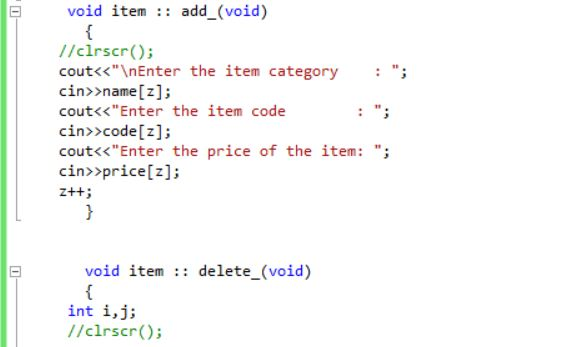 void item :: add_(void)
{
//clrscr();
cout<<"\nEnter the item category    : ";
cin>>name[z];
cout<<"Enter the item code        : ";
cin>>code[z];
cout<<"Enter the price of the item: ";
cin>>price[z];
z++;
}
void item :: delete_(void)
{
int i,j;
//clrscr();